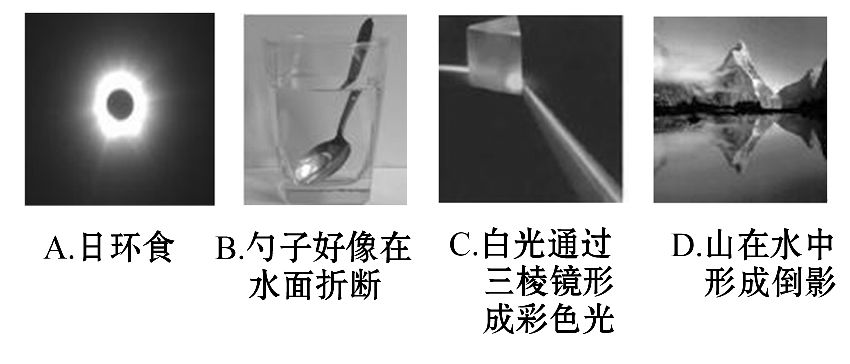 A.日环食
B.勺子好像在
水面折断
C.白光通过
三棱镜形
成彩色光
D.山在水中
形成倒影